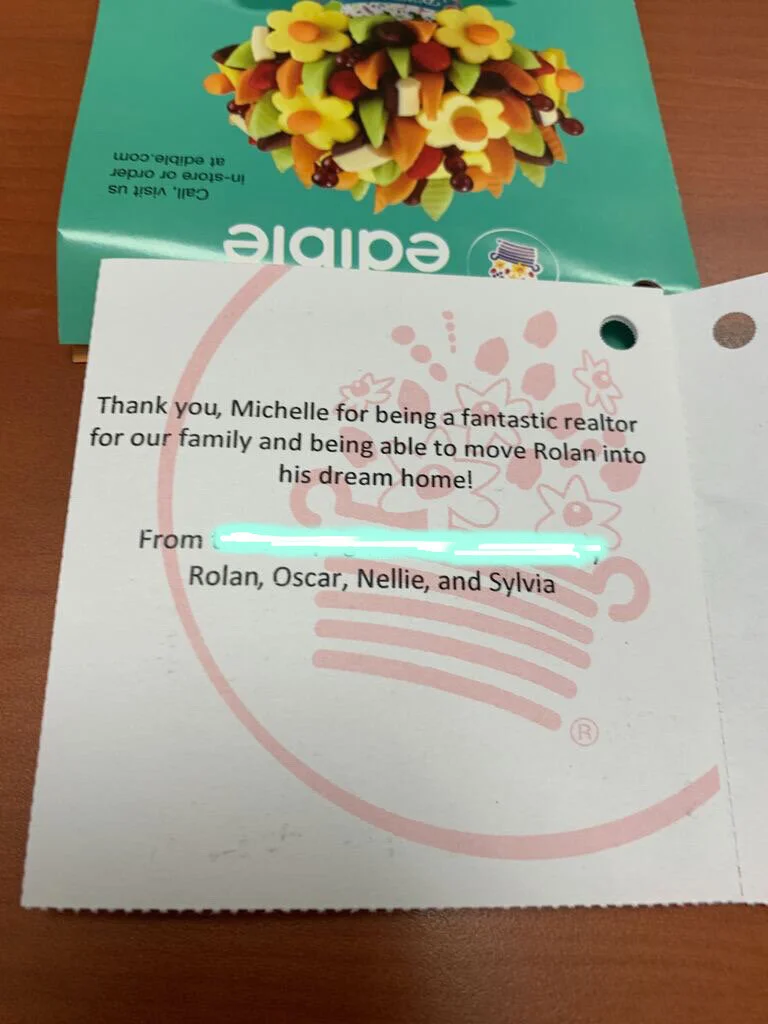 Call, visit us
in-store or order
at edible.com
edible
Thank you, Michelle for being a fantastic realtor
for our family and being able to move Rolan into
his dream home!
From
Rolan, Oscar, Nellie, and Sylvia
®